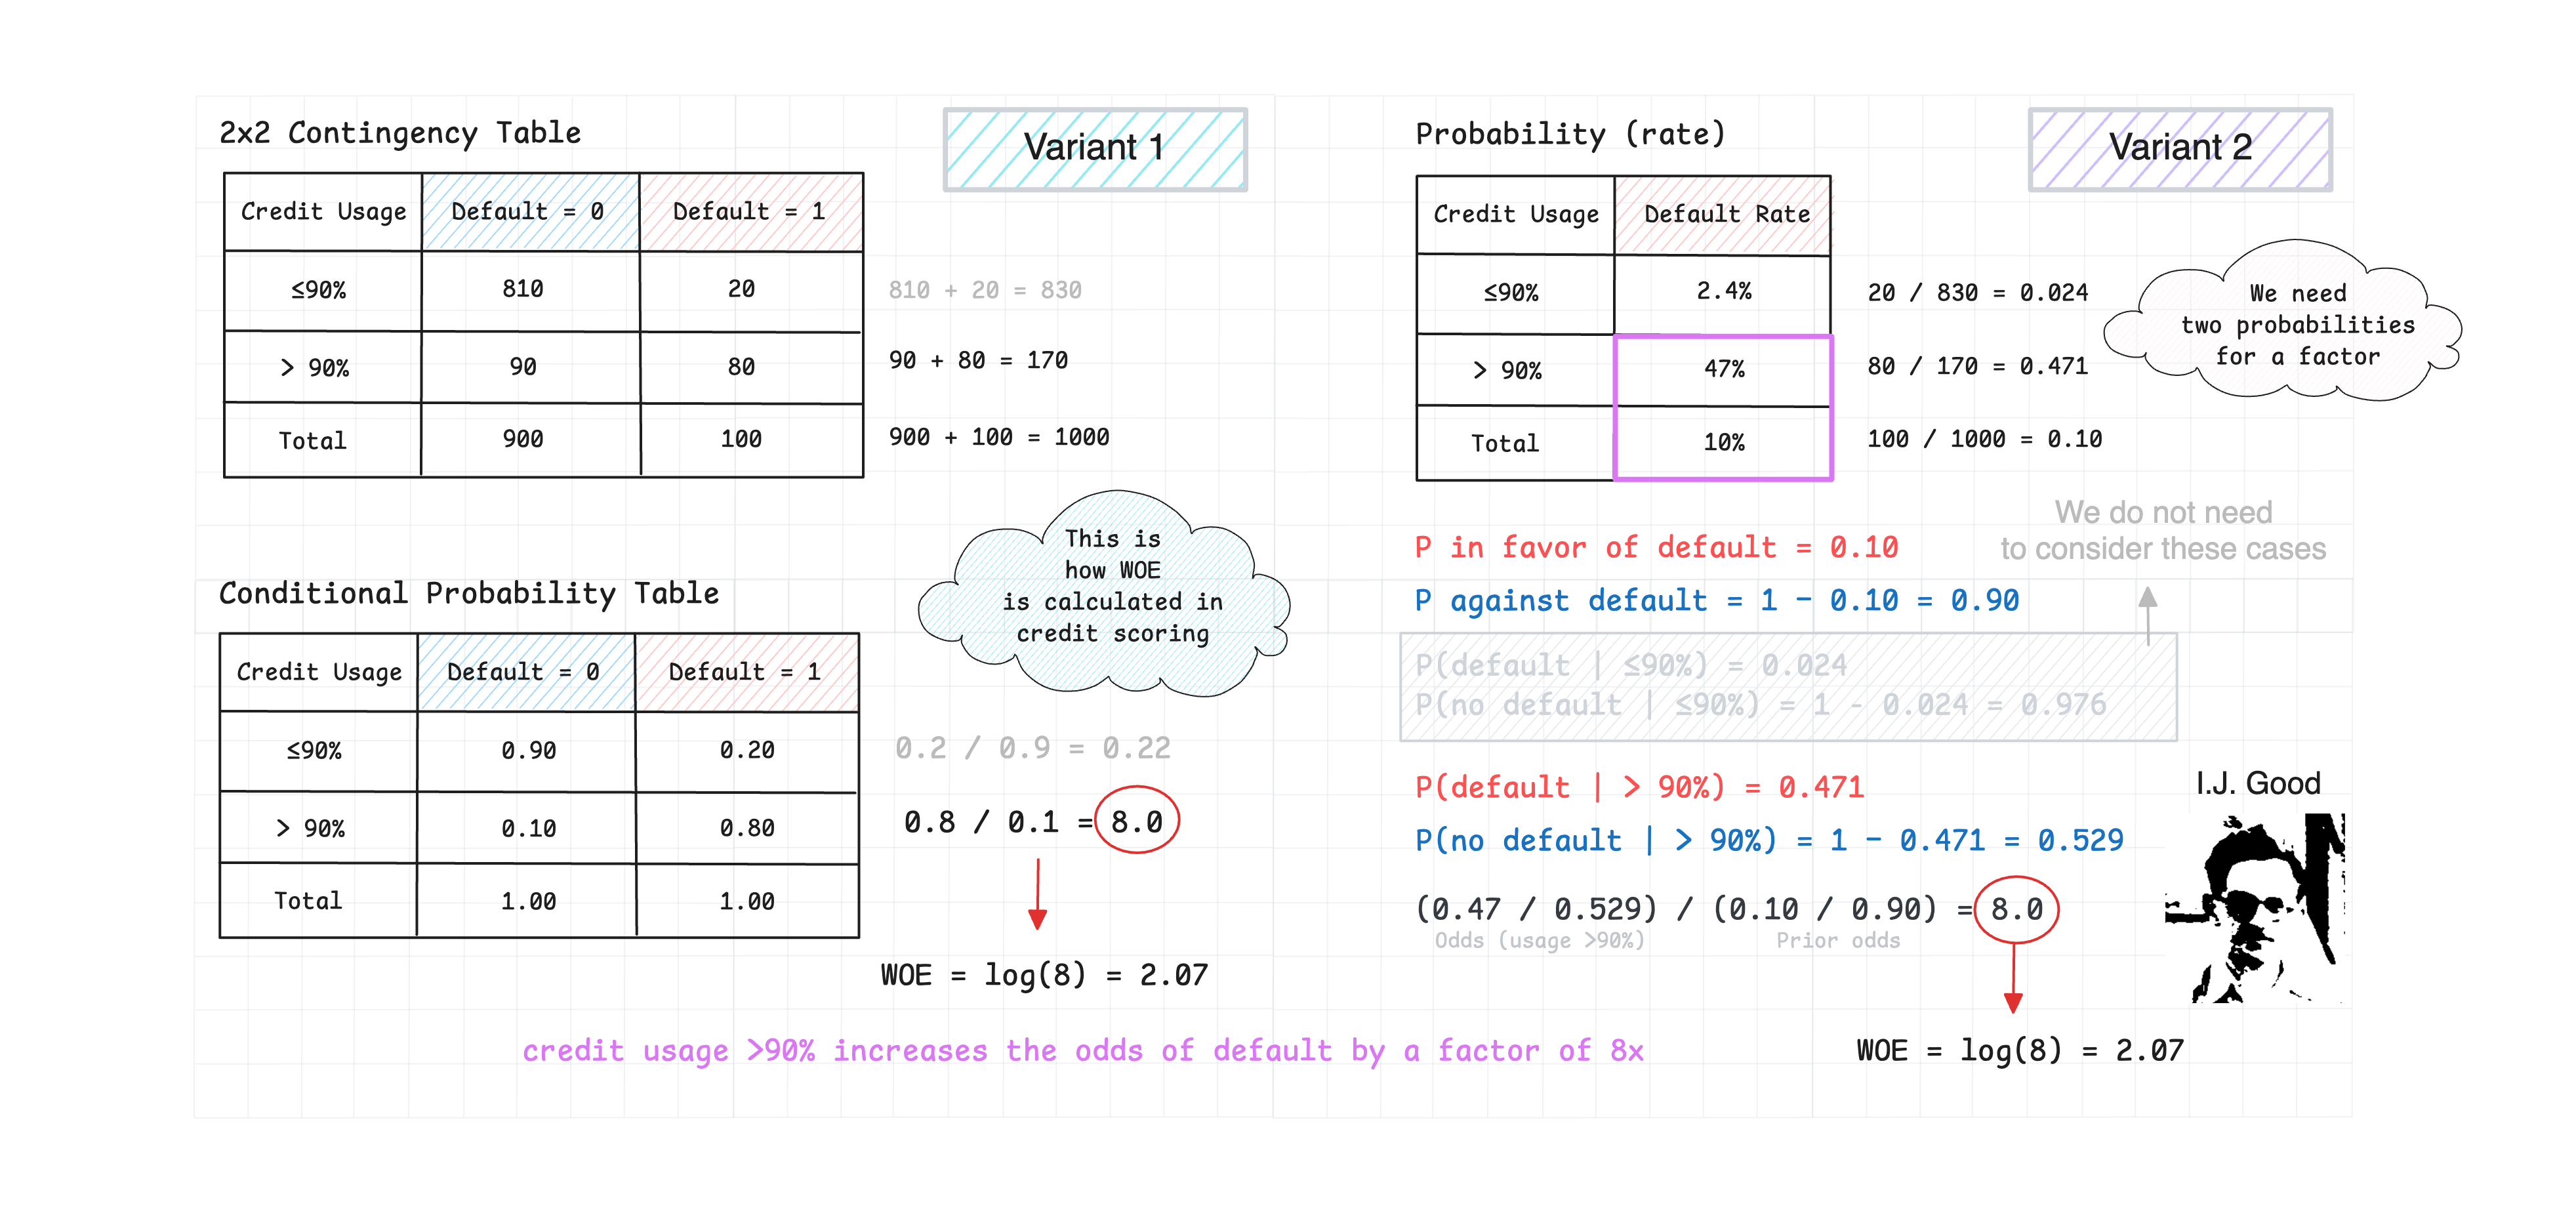 2x2 Contingency Table
Variant 1
Credit Usage Default = 0 Default = 1
≤90% 810 20 810 + 20 = 830
> 90% 90 80 90 + 80 = 170
Total 900 100 900 + 100 = 1000
This is
how WOE
is calculated in
credit scoring
Conditional Probability Table
Credit Usage Default = 0 Default = 1
≤90% 0.90 0.20 0.2 / 0.9 = 0.22
> 90% 0.10 0.80 0.8 / 0.1 = 8.0
Total 1.00 1.00
WOE = log(8) = 2.07
Probability (rate)
Variant 2
Credit Usage Default Rate
≤90% 2.4% 20 / 830 = 0.024
> 90% 47% 80 / 170 = 0.471
Total 10% 100 / 1000 = 0.10
We need
two probabilities
for a factor
We do not need
to consider these cases
P in favor of default = 0.10
P against default = 1 - 0.10 = 0.90
P(default | ≤90%) = 0.024
P(no default | ≤90%) = 1 - 0.024 = 0.976
P(default | > 90%) = 0.471
P(no default | > 90%) = 1 - 0.471 = 0.529
I.J. Good
(0.47 / 0.529) / (0.10 / 0.90) = 8.0
Odds (usage >90%) Prior odds
WOE = log(8) = 2.07
credit usage >90% increases the odds of default by a factor of 8x